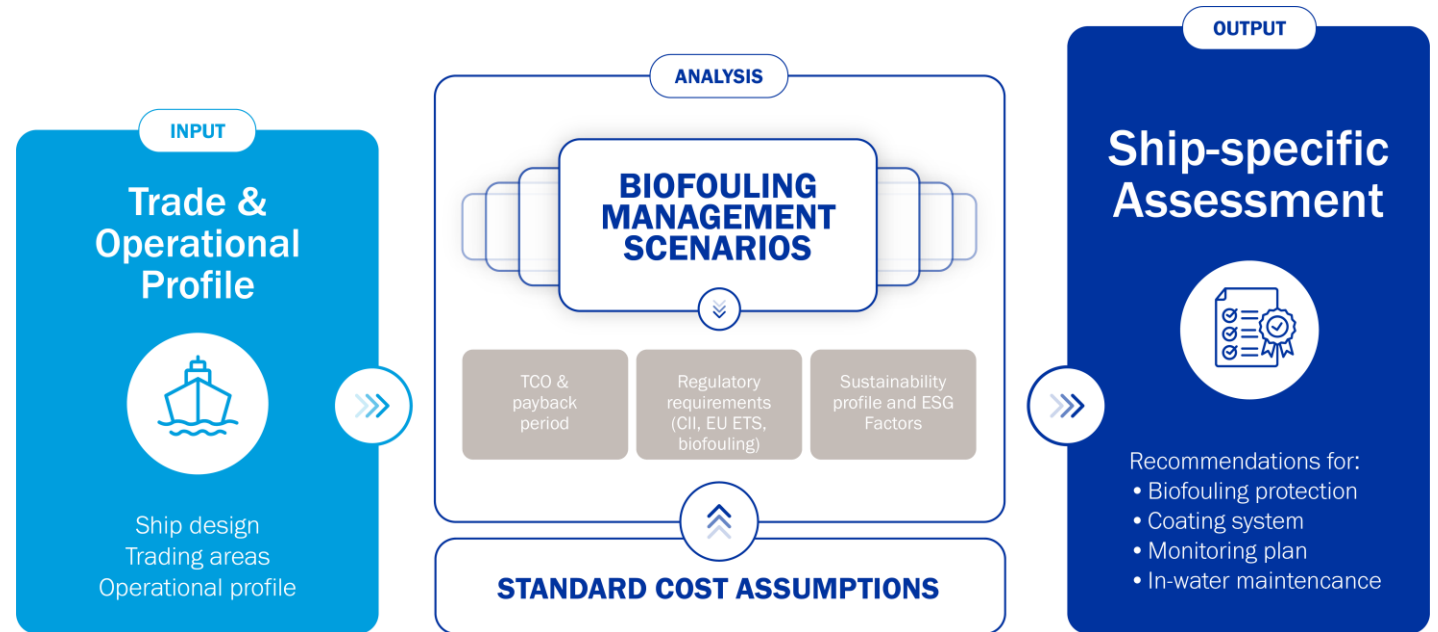 INPUT
Trade &
Operational
Profile
Ship design
Trading areas
Operational profile
ANALYSIS
BIOFOULING
MANAGEMENT
SCENARIOS
TCO &
payback
period
Regulatory
requirements
(CII, EU ETS,
biofouling)
Sustainability
profile and ESG
Factors
STANDARD COST ASSUMPTIONS
OUTPUT
Ship-specific
Assessment
Recommendations for:
• Biofouling protection
• Coating system
• Monitoring plan
• In-water maintencance